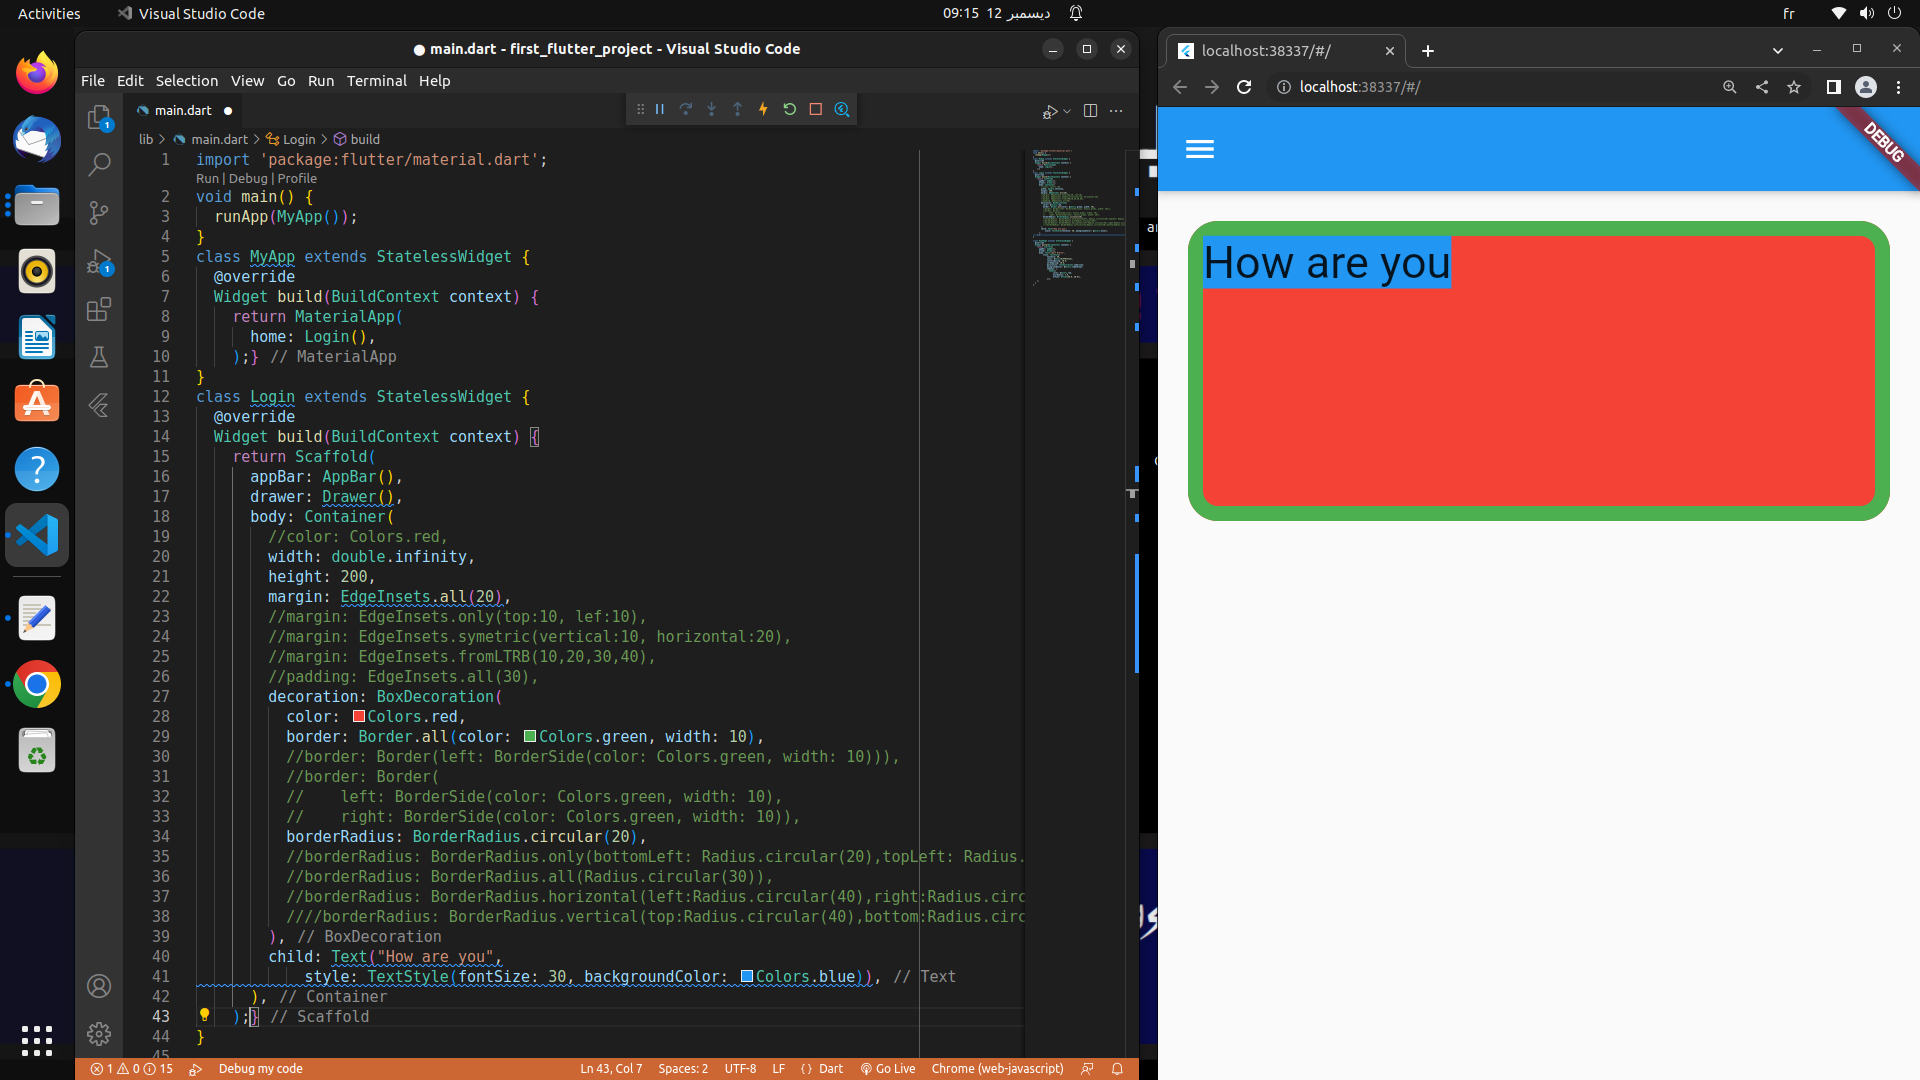 Activities
Visual Studio Code
09:15 12 ديسمبر
fr
main.dart - first_flutter_project - Visual Studio Code
File Edit Selection View Go Run Terminal Help
main.dart
lib > main.dart > Login > build
1 import 'package:flutter/material.dart';
Run | Debug | Profile
2 void main() {
3 runApp(MyApp());
4 }
5 class MyApp extends StatelessWidget {
6 @override
7 Widget build(BuildContext context) {
8 return MaterialApp(
9 home: Login(),
10 );} // MaterialApp
11 }
12 class Login extends StatelessWidget {
13 @override
14 Widget build(BuildContext context) {
15 return Scaffold(
16 appBar: AppBar(),
17 drawer: Drawer(),
18 body: Container(
19 //color: Colors.red,
20 width: double.infinity,
21 height: 200,
22 margin: EdgeInsets.all(20),
23 //margin: EdgeInsets.only(top:10, lef:10),
24 //margin: EdgeInsets.symetric(vertical:10, horizontal:20),
25 //margin: EdgeInsets.fromLTRB(10,20,30,40),
26 //padding: EdgeInsets.all(30),
27 decoration: BoxDecoration(
28 color: Colors.red,
29 border: Border.all(color: Colors.green, width: 10),
30 //border: Border(left: BorderSide(color: Colors.green, width: 10))),
31 //border: Border(
32 // left: BorderSide(color: Colors.green, width: 10),
33 // right: BorderSide(color: Colors.green, width: 10)),
34 borderRadius: BorderRadius.circular(20),
35 //borderRadius: BorderRadius.only(bottomLeft: Radius.circular(20),topLeft: Radius.
36 //borderRadius: BorderRadius.all(Radius.circular(30)),
37 //borderRadius: BorderRadius.horizontal(left:Radius.circular(40),right:Radius.circ
38 ////borderRadius: BorderRadius.vertical(top:Radius.circular(40),bottom:Radius.circ
39 ), // BoxDecoration
40 child: Text("How are you",
41 style: TextStyle(fontSize: 30, backgroundColor: Colors.blue)), // Text
42 ), // Container
43 );} // Scaffold
44 }
45
1 0 15 Debug my code Ln 43, Col 7 Spaces: 2 UTF-8 LF {} Dart Go Live Chrome (web-javascript)
localhost:38337/#/
localhost:38337/#/
DEBUG
How are you